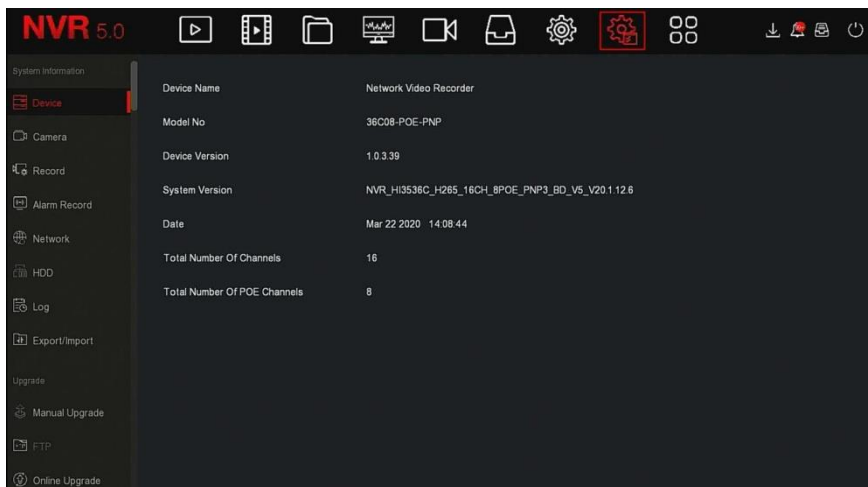 NVR 5.0
System Information
Device
Camera
Record
Alarm Record
Network
HDD
Log
Export/Import
Upgrade
Manual Upgrade
FTP
Online Upgrade
Device Name Network Video Recorder
Model No 36C08-POE-PNP
Device Version 1.0.3.39
System Version NVR_HI3536C_H265_16CH_8POE_PNP3_BD_V5_V20.1.12.6
Date Mar 22 2020 14:08:44
Total Number Of Channels 16
Total Number Of POE Channels 8